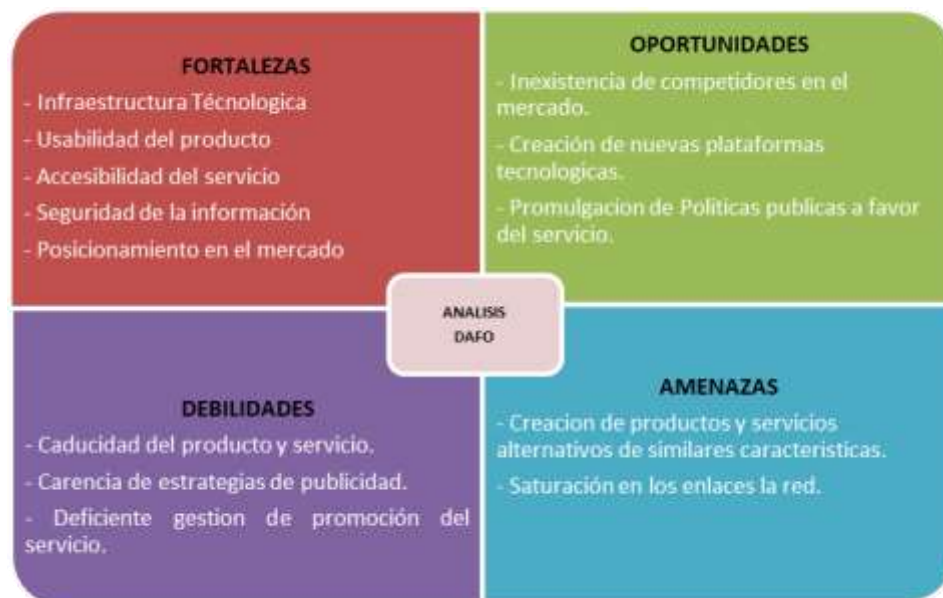 FORTALEZAS
- Infraestructura Técnologica
- Usabilidad del producto
- Accesibilidad del servicio
- Seguridad de la información
- Posicionamiento en el mercado
OPORTUNIDADES
- Inexistencia de competidores en el
mercado.
- Creación de nuevas plataformas
tecnologicas.
- Promulgacion de Políticas publicas a favor
del servicio.
ANALISIS
DAFO
DEBILIDADES
- Caducidad del producto y servicio.
- Carencia de estrategias de publicidad.
- Deficiente gestion de promoción del
servicio.
AMENAZAS
- Creacion de productos y servicios
alternativos de similares caracteristicas.
- Saturación en los enlaces la red.